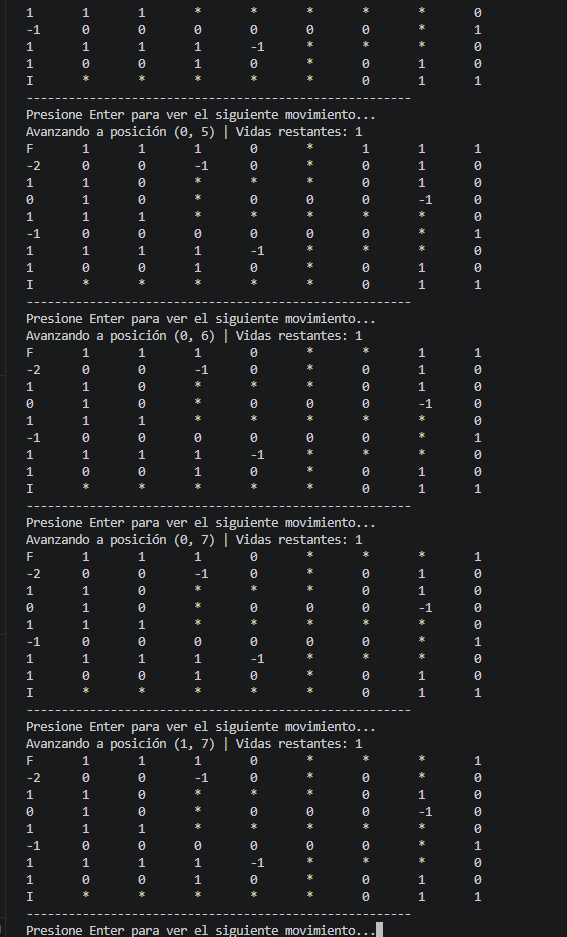 1 1 1 * * * * * 0
-1 0 0 0 0 0 0 * 1
1 1 1 1 -1 * * * 0
1 0 0 1 0 * 0 1 0
I * * * * * 0 1 1
-------------------------------------------------------
Presione Enter para ver el siguiente movimiento...
Avanzando a posición (0, 5) | Vidas restantes: 1
F 1 1 1 0 * 1 1 1
-2 0 0 -1 0 * 0 1 0
1 1 0 * * * 0 1 0
0 1 0 * 0 0 0 -1 0
1 1 1 * * * * * 0
-1 0 0 0 0 0 0 * 1
1 1 1 1 -1 * * * 0
1 0 0 1 0 * 0 1 0
I * * * * * 0 1 1
-------------------------------------------------------
Presione Enter para ver el siguiente movimiento...
Avanzando a posición (0, 6) | Vidas restantes: 1
F 1 1 1 0 * * 1 1
-2 0 0 -1 0 * 0 1 0
1 1 0 * * * 0 1 0
0 1 0 * 0 0 0 -1 0
1 1 1 * * * * * 0
-1 0 0 0 0 0 0 * 1
1 1 1 1 -1 * * * 0
1 0 0 1 0 * 0 1 0
I * * * * * 0 1 1
-------------------------------------------------------
Presione Enter para ver el siguiente movimiento...
Avanzando a posición (0, 7) | Vidas restantes: 1
F 1 1 1 0 * * * 1
-2 0 0 -1 0 * 0 1 0
1 1 0 * * * 0 1 0
0 1 0 * 0 0 0 -1 0
1 1 1 * * * * * 0
-1 0 0 0 0 0 0 * 1
1 1 1 1 -1 * * * 0
1 0 0 1 0 * 0 1 0
I * * * * * 0 1 1
-------------------------------------------------------
Presione Enter para ver el siguiente movimiento...
Avanzando a posición (1, 7) | Vidas restantes: 1
F 1 1 1 0 * * * 1
-2 0 0 -1 0 * 0 * 0
1 1 0 * * * 0 1 0
0 1 0 * 0 0 0 -1 0
1 1 1 * * * * * 0
-1 0 0 0 0 0 0 * 1
1 1 1 1 -1 * * * 0
1 0 0 1 0 * 0 1 0
I * * * * * 0 1 1
-------------------------------------------------------
Presione Enter para ver el siguiente movimiento...